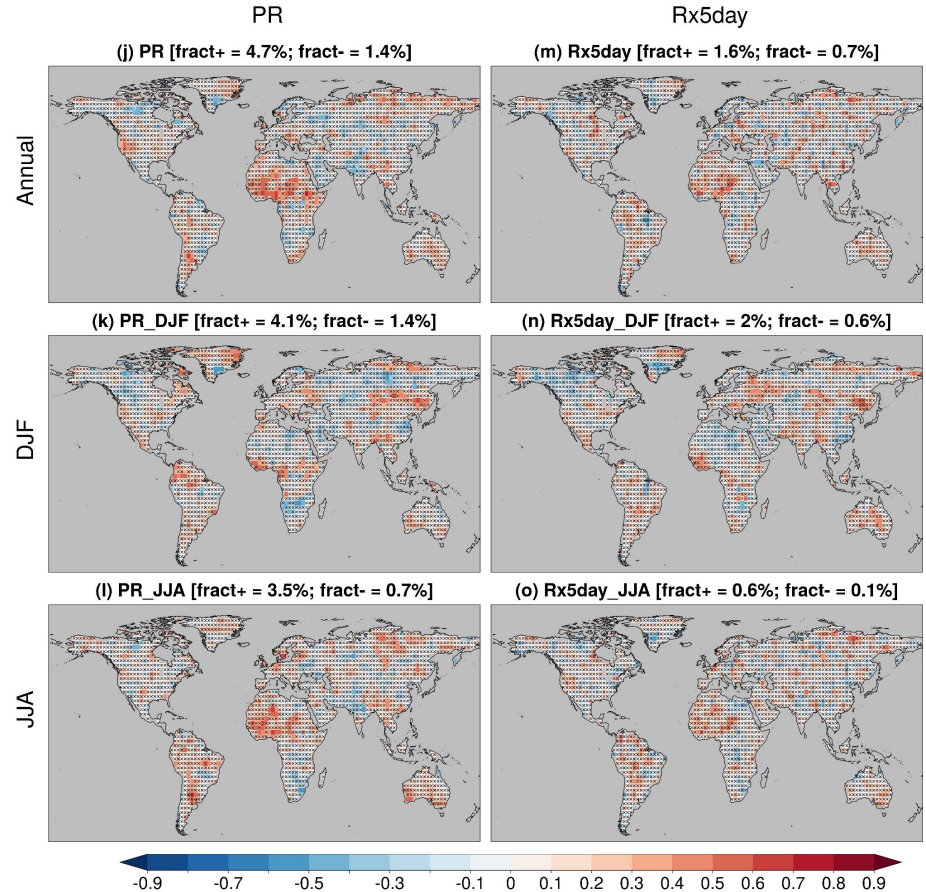 PR
Rx5day
Annual
(j) PR [fract+ = 4.7%; fract- = 1.4%]
(m) Rx5day [fract+ = 1.6%; fract- = 0.7%]
DJF
(k) PR_DJF [fract+ = 4.1%; fract- = 1.4%]
(n) Rx5day_DJF [fract+ = 2%; fract- = 0.6%]
JJA
(l) PR_JJA [fract+ = 3.5%; fract- = 0.7%]
(o) Rx5day_JJA [fract+ = 0.6%; fract- = 0.1%]
-0.9 -0.7 -0.5 -0.3 -0.1 0 0.1 0.2 0.3 0.4 0.5 0.6 0.7 0.8 0.9